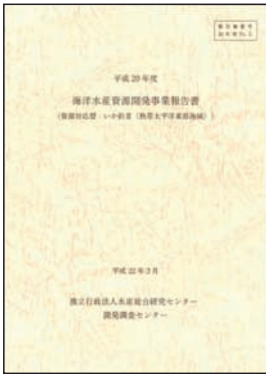 平成20年度
海洋水産資源開発事業報告書
(資源対応型：いか釣Ⅱ〈熱帯太平洋東部海域〉)
平成22年3月
独立行政法人水産総合研究センター
開発調査センター